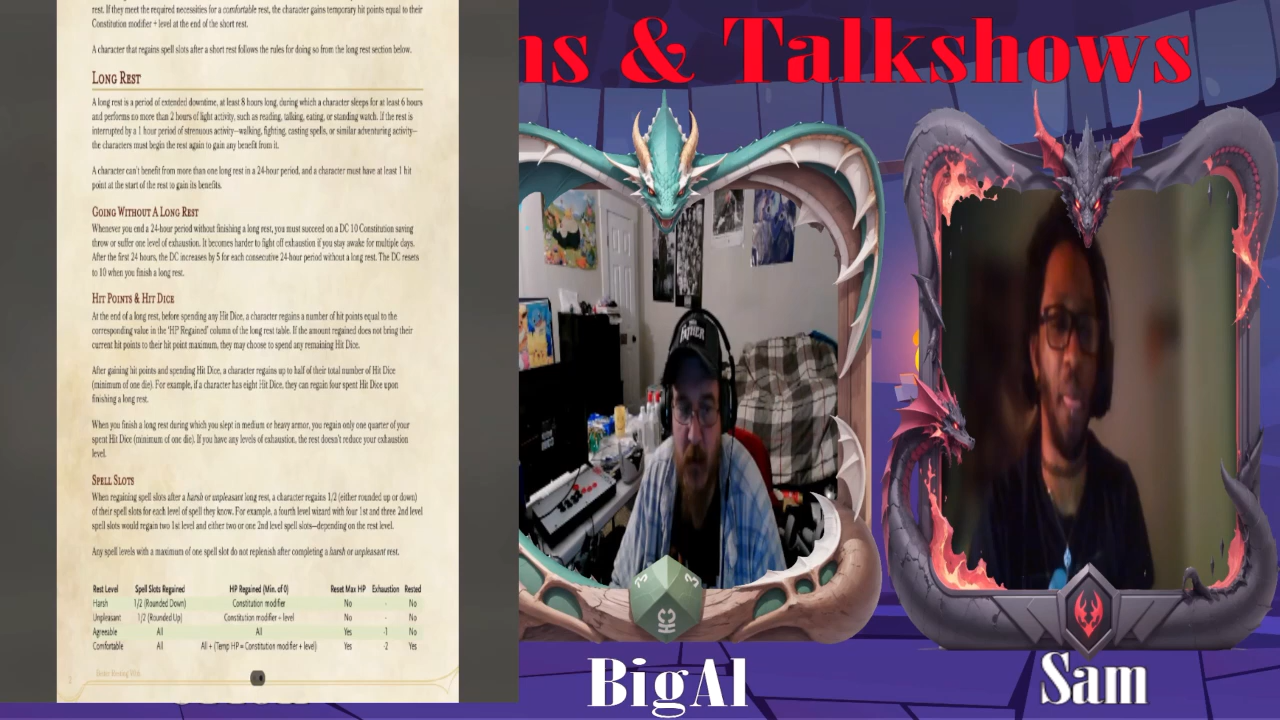 rest. If they meet the required necessities for a comfortable rest, the character gains temporary hit points equal to their
Constitution modifier + level at the end of the short rest.
A character that regains spell slots after a short rest follows the rules for doing so from the long rest section below.
LONG REST
A long rest is a period of extended downtime, at least 8 hours long, during which a character sleeps for at least 6 hours
and performs no more than 2 hours of light activity, such as reading, talking, eating, or standing watch. If the rest is
interrupted by a 1 hour period of strenuous activity—walking, fighting, casting spells, or similar adventuring activity—
the characters must begin the rest again to gain any benefit from it.
A character can't benefit from more than one long rest in a 24-hour period, and a character must have at least 1 hit
point at the start of the rest to gain its benefits.
GOING WITHOUT A LONG REST
Whenever you end a 24-hour period without finishing a long rest, you must succeed on a DC 10 Constitution saving
throw or suffer one level of exhaustion. It becomes harder to fight off exhaustion if you stay awake for multiple days.
After the first 24 hours, the DC increases by 5 for each consecutive 24-hour period without a long rest. The DC resets
to 10 when you finish a long rest.
HIT POINTS & HIT DICE
At the end of a long rest, before spending any Hit Dice, a character regains a number of hit points equal to the
corresponding value in the 'HP Regained' column of the long rest table. If the amount regained does not bring their
current hit points to their hit point maximum, they may choose to spend any remaining Hit Dice.
After gaining hit points and spending Hit Dice, a character regains up to half of their total number of Hit Dice
(minimum of one die). For example, if a character has eight Hit Dice, they can regain four spent Hit Dice upon
finishing a long rest.
When you finish a long rest during which you slept in medium or heavy armor, you regain only one quarter of your
spent Hit Dice (minimum of one die). If you have any levels of exhaustion, the rest doesn't reduce your exhaustion
level.
SPELL SLOTS
When regaining spell slots after a harsh or unpleasant long rest, a character regains 1/2 (either rounded up or down)
of their spell slots for each level of spell they know. For example, a fourth level wizard with four 1st and three 2nd level
spell slots would regain two 1st level and either two or one 2nd level spell slots—depending on the rest level.
Any spell levels with a maximum of one spell slot do not replenish after completing a harsh or unpleasant rest.
Rest Level Spell Slots Regained HP Regained (Min. of 0) Reset Max HP Exhaustion Rested
Harsh 1/2 (Rounded Down) Constitution modifier No - No
Unpleasant 1/2 (Rounded Up) Constitution modifier + level No - No
Agreeable All All Yes -1 No
Comfortable All All + (Temp HP = Constitution modifier + level) Yes -2 Yes
ns & Talkshows
FATHER
HC
BigAl
Sam